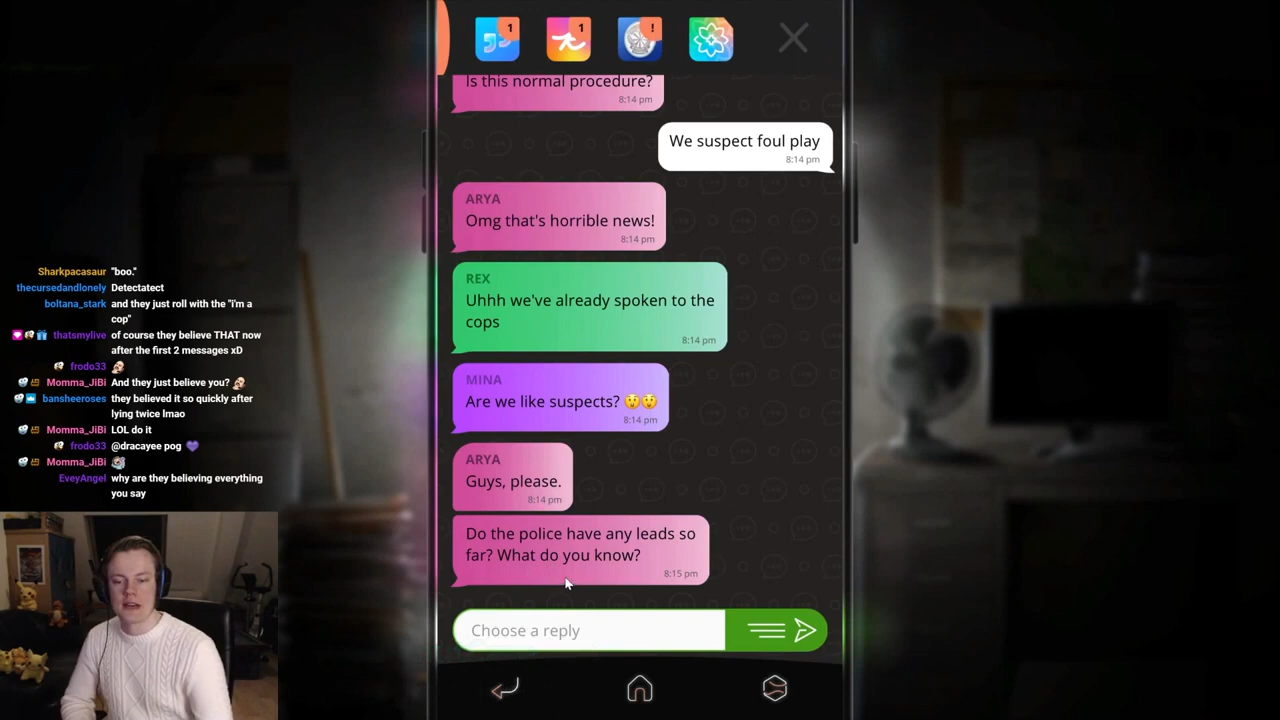 1
1
!
Is this normal procedure?
8:14 pm
We suspect foul play
8:14 pm
ARYA
Omg that's horrible news!
8:14 pm
REX
Uhhh we've already spoken to the
cops
8:14 pm
MINA
Are we like suspects? 😲😲
8:14 pm
ARYA
Guys, please.
8:14 pm
Do the police have any leads so
far? What do you know?
8:15 pm
Choose a reply
Sharkpacasaur "boo."
thecursedandlonely Detectatect
boltana_stark and they just roll with the "i'm a
cop"
thatsmylive of course they believe THAT now
after the first 2 messages xD
frodo33
Momma_JiBi And they just believe you?
bansheeroses they believed it so quickly after
lying twice lmao
Momma_JiBi LOL do it
frodo33 @dracayee pog 💜
Momma_JiBi
EveyAngel why are they believing everything
you say